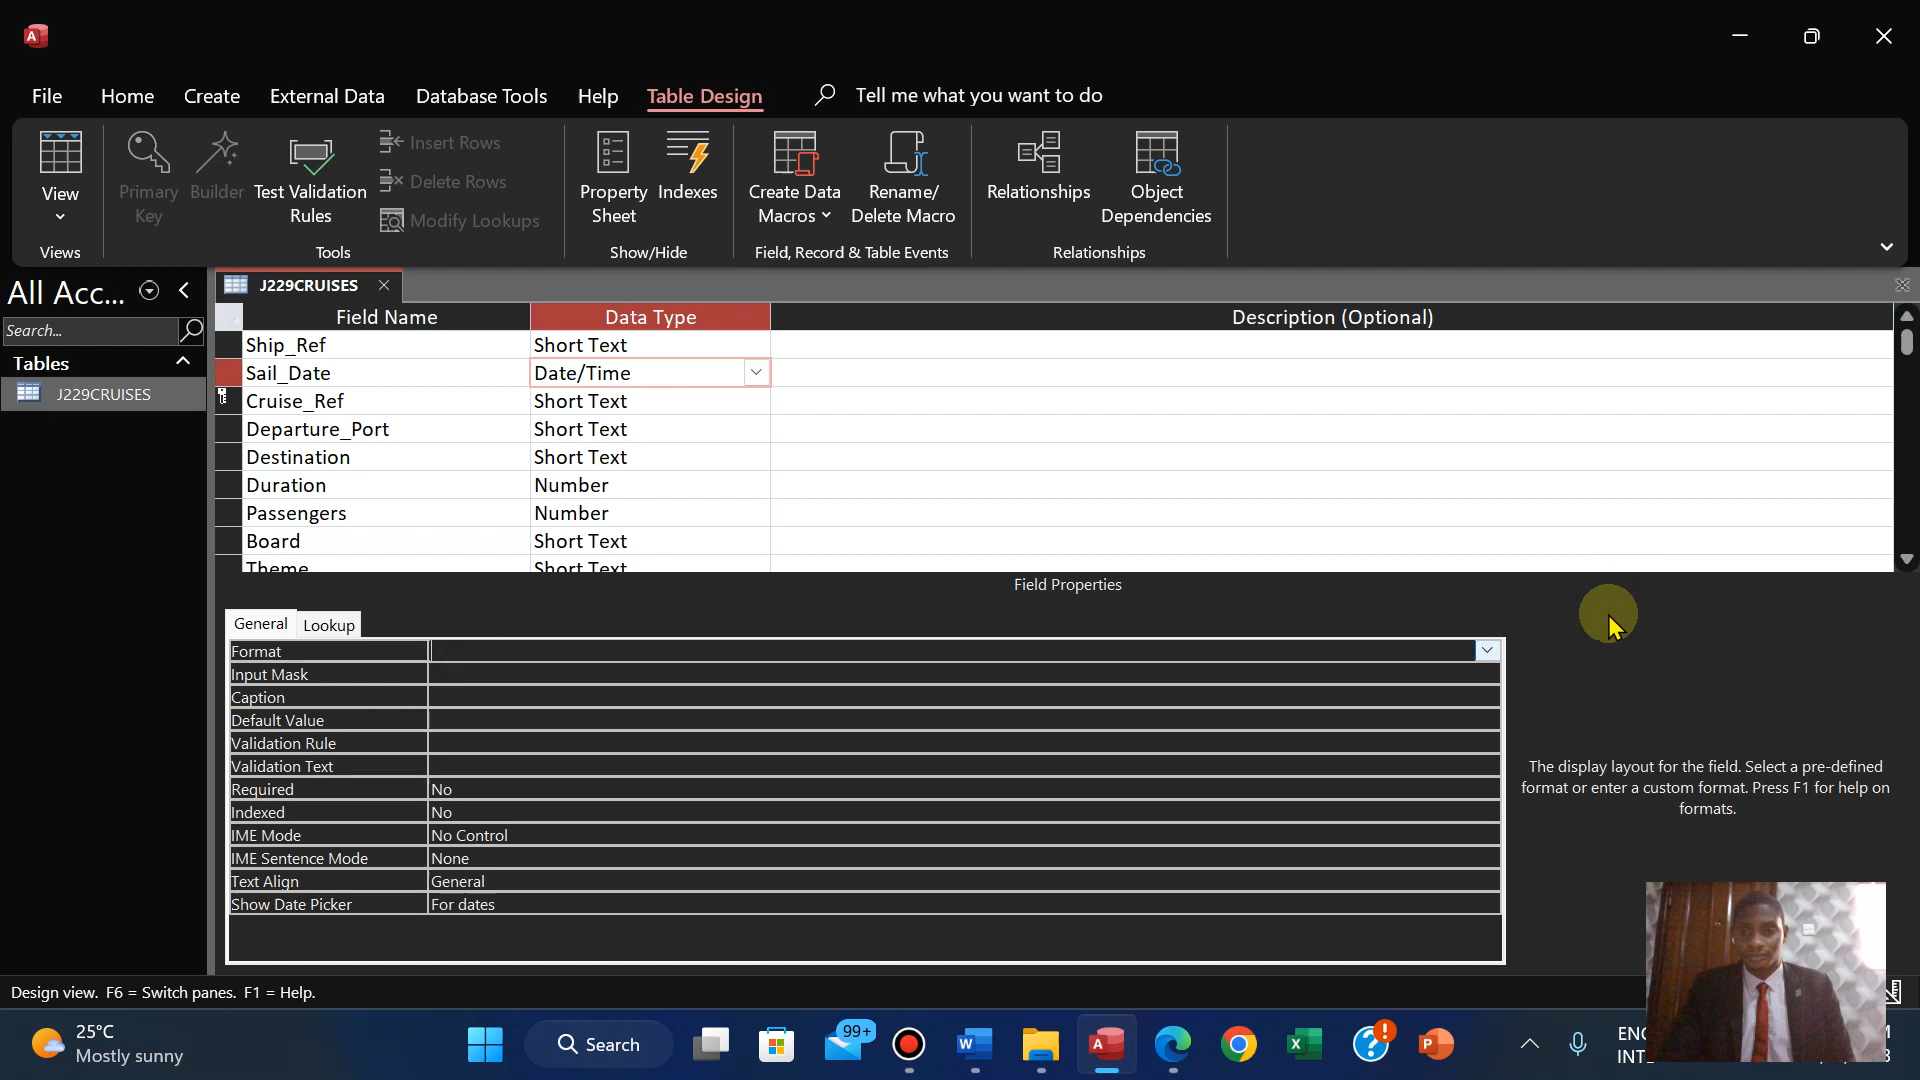 A
File Home Create External Data Database Tools Help Table Design Tell me what you want to do
View
Views
Primary
Key
Builder
Test Validation
Rules
Insert Rows
Delete Rows
Modify Lookups
Tools
Property
Sheet
Indexes
Show/Hide
Create Data
Macros
Rename/
Delete Macro
Field, Record & Table Events
Relationships
Object
Dependencies
Relationships
All Acc...
Search...
Tables
J229CRUISES
J229CRUISES
Field Name Data Type Description (Optional)
Ship_Ref Short Text
Sail_Date Date/Time
Cruise_Ref Short Text
Departure_Port Short Text
Destination Short Text
Duration Number
Passengers Number
Board Short Text
Theme Short Text
Field Properties
General Lookup
Format
Input Mask
Caption
Default Value
Validation Rule
Validation Text
Required No
Indexed No
IME Mode No Control
IME Sentence Mode None
Text Align General
Show Date Picker For dates
The display layout for the field. Select a pre-defined
format or enter a custom format. Press F1 for help on
formats.
Design view. F6 = Switch panes. F1 = Help.
25°C
Mostly sunny
Search
99+
W
A
X
P
ENG